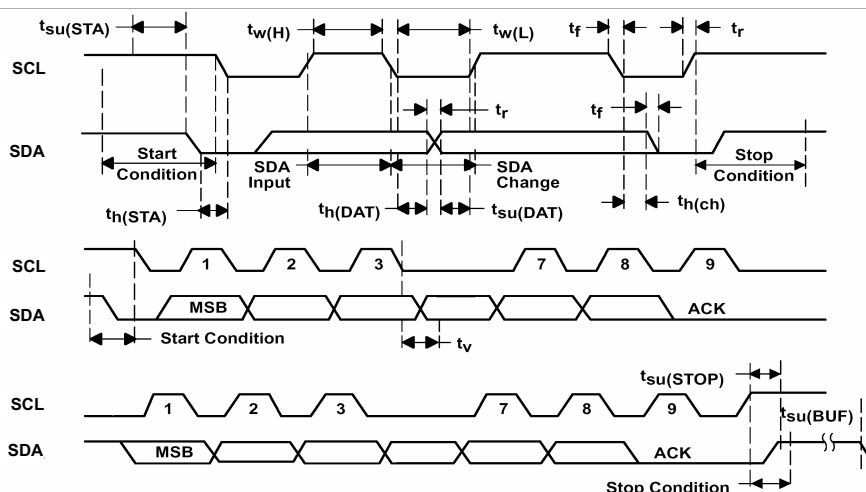 tsu(STA) tw(H) tw(L) tf tr
SCL
tr tf
SDA
Start Condition SDA Input SDA Change Stop Condition
th(STA) th(DAT) tsu(DAT) th(ch)
SCL 1 2 3 7 8 9
SDA MSB ACK
Start Condition tv
tsu(STOP)
SCL 1 2 3 7 8 9 tsu(BUF)
SDA MSB ACK
Stop Condition